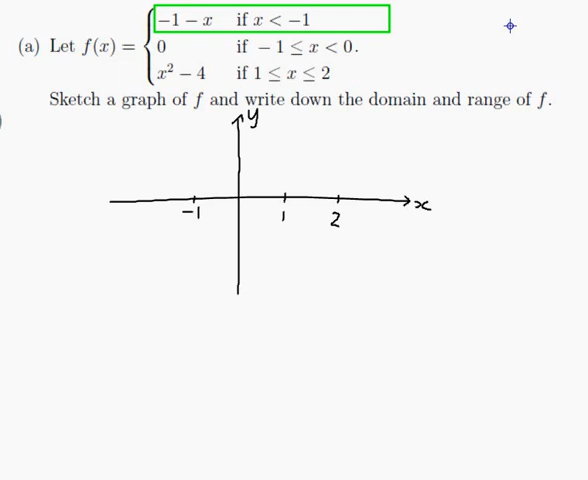 −1 − x if x < −1
(a) Let f(x) = { 0 if − 1 ≤ x < 0.
x² − 4 if 1 ≤ x ≤ 2
Sketch a graph of f and write down the domain and range of f.
y
x
−1 1 2